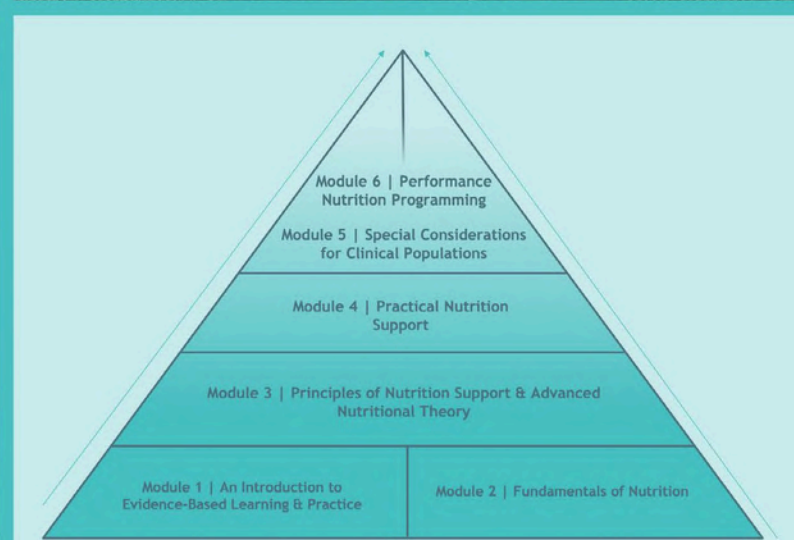 Module 6 | Performance
Nutrition Programming
Module 5 | Special Considerations
for Clinical Populations
Module 4 | Practical Nutrition
Support
Module 3 | Principles of Nutrition Support & Advanced
Nutritional Theory
Module 1 | An Introduction to
Evidence-Based Learning & Practice
Module 2 | Fundamentals of Nutrition